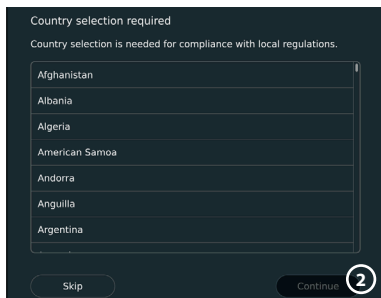 Country selection required
Country selection is needed for compliance with local regulations.
Afghanistan
Albania
Algeria
American Samoa
Andorra
Anguilla
Argentina
Skip
Continue
2